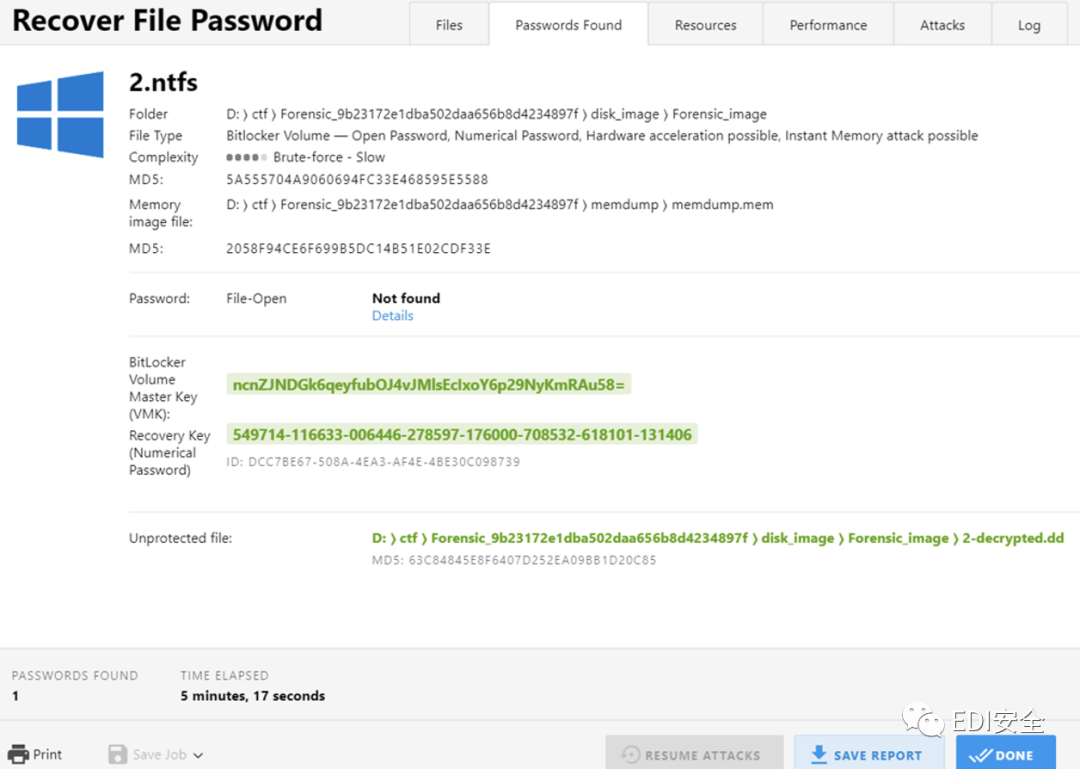 Recover File Password
Files
Passwords Found
Resources
Performance
Attacks
Log
2.ntfs
Folder D: ⟩ ctf ⟩ Forensic_9b23172e1dba502daa656b8d4234897f ⟩ disk_image ⟩ Forensic_image
File Type Bitlocker Volume — Open Password, Numerical Password, Hardware acceleration possible, Instant Memory attack possible
Complexity Brute-force - Slow
MD5: 5A555704A9060694FC33E468595E5588
Memory image file: D: ⟩ ctf ⟩ Forensic_9b23172e1dba502daa656b8d4234897f ⟩ memdump ⟩ memdump.mem
MD5: 2058F94CE6F699B5DC14B51E02CDF33E
Password: File-Open Not found
Details
BitLocker
Volume
Master Key
(VMK):
ncnZJNDGk6qeyfubOJ4vJMlsEcIxoY6p29NyKmRAu58=
Recovery Key
(Numerical
Password)
549714-116633-006446-278597-176000-708532-618101-131406
ID: DCC7BE67-508A-4EA3-AF4E-4BE30C098739
Unprotected file: D: ⟩ ctf ⟩ Forensic_9b23172e1dba502daa656b8d4234897f ⟩ disk_image ⟩ Forensic_image ⟩ 2-decrypted.dd
MD5: 63C84845E8F6407D252EA09BB1D20C85
PASSWORDS FOUND
1
TIME ELAPSED
5 minutes, 17 seconds
EDI安全
Print
Save Job
RESUME ATTACKS
SAVE REPORT
DONE